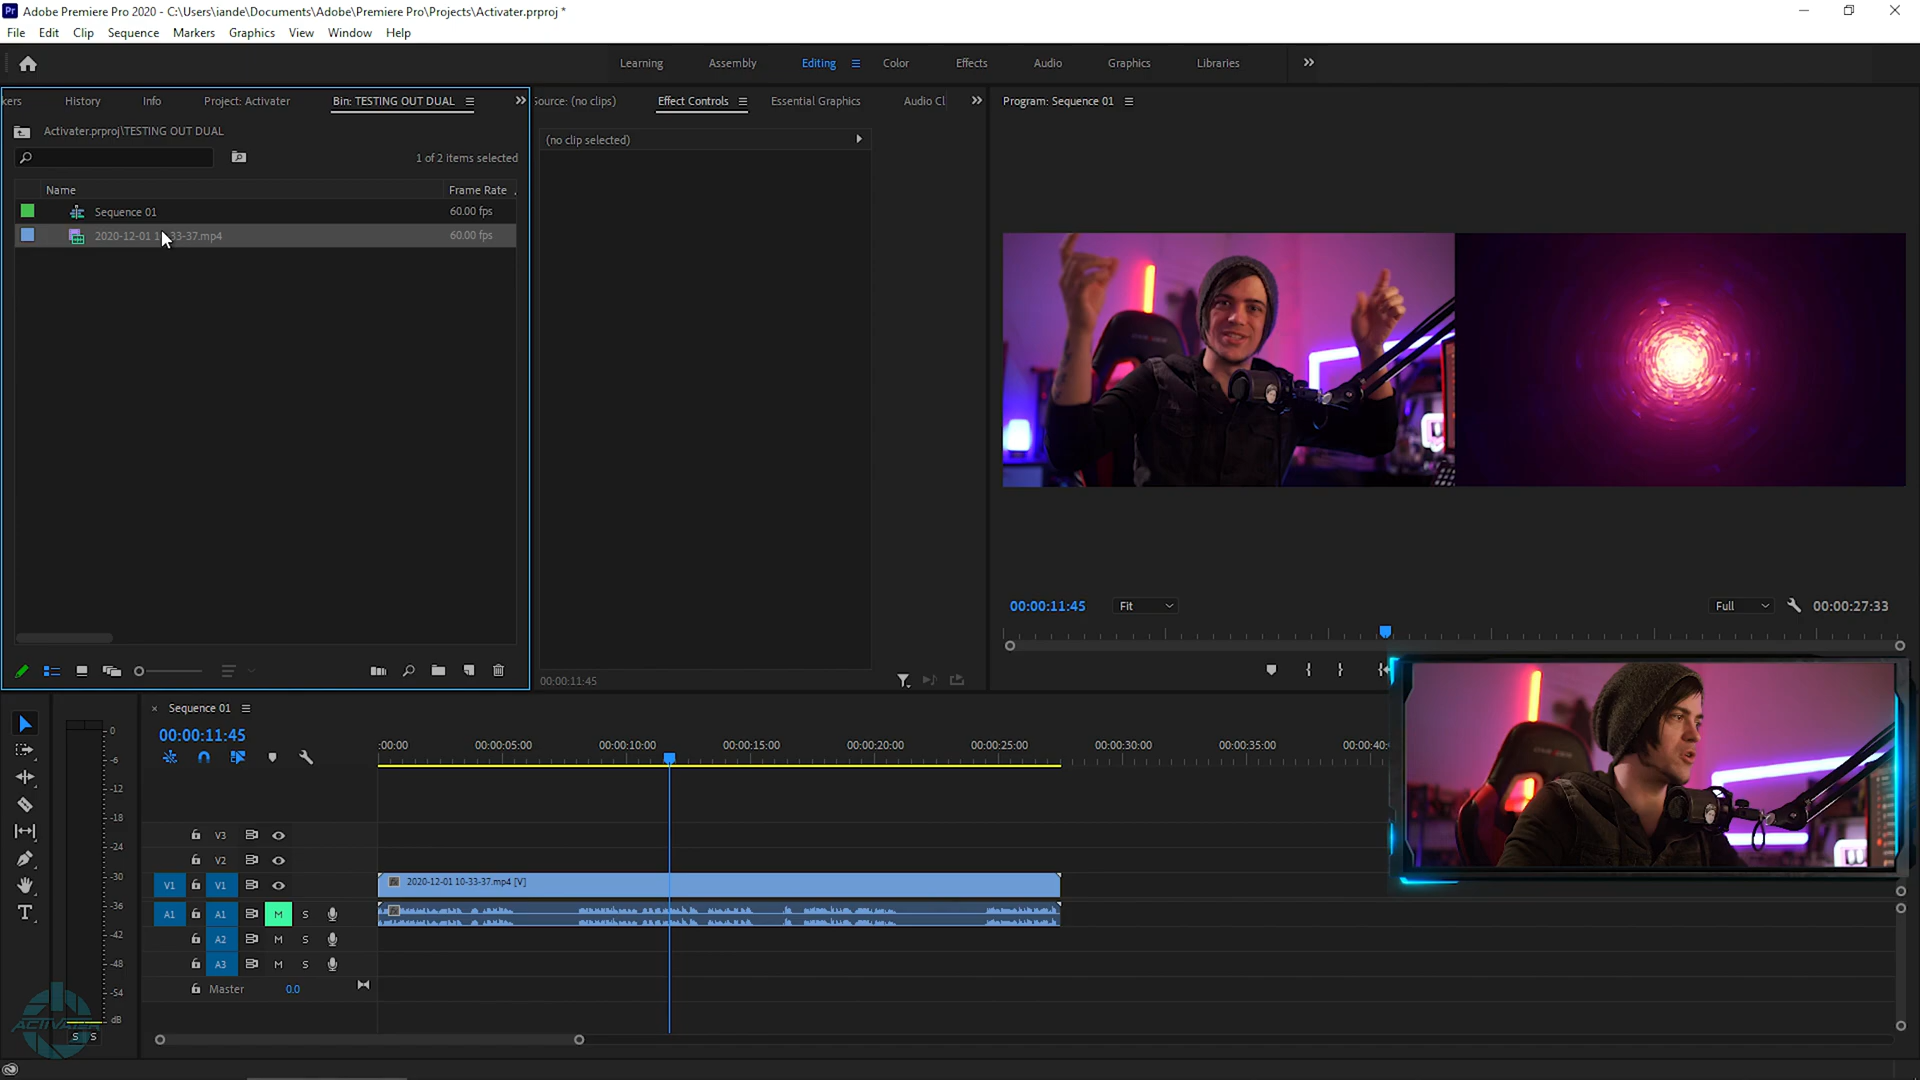 Adobe Premiere Pro 2020 - C:\Users\iande\Documents\Adobe\Premiere Pro\Projects\Activater.prproj *
File Edit Clip Sequence Markers Graphics View Window Help
Learning Assembly Editing Color Effects Audio Graphics Libraries
kers History Info Project: Activater Bin: TESTING OUT DUAL
Source: (no clips) Effect Controls Essential Graphics Audio Cl
Program: Sequence 01
Activater.prproj\TESTING OUT DUAL
(no clip selected)
1 of 2 items selected
Name Frame Rate
Sequence 01 60.00 fps
2020-12-01 1 33-37.mp4 60.00 fps
00:00:11:45 Fit Full 00:00:27:33
00:00:11:45
Sequence 01
00:00:11:45
:00:00 00:00:05:00 00:00:10:00 00:00:15:00 00:00:20:00 00:00:25:00 00:00:30:00 00:00:35:00 00:00:40:
0
-6
-12
-18
-24
-30
-36
-42
-48
-54
dB
S S
V3
V2
V1 V1 2020-12-01 10-33-37.mp4 [V]
A1 A1 M S
A2 M S
A3 M S
Master 0.0
ACTIVATER